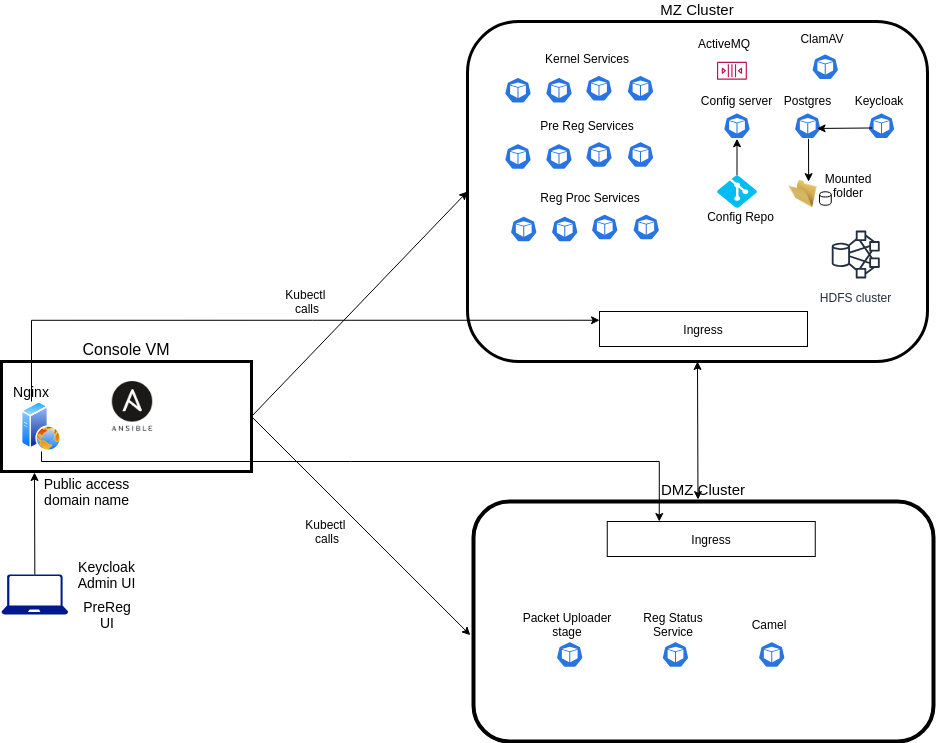 MZ Cluster
ActiveMQ
ClamAV
Kernel Services
Config server
Postgres
Keycloak
Pre Reg Services
Mounted
folder
Reg Proc Services
Config Repo
HDFS cluster
Kubectl
calls
Ingress
Console VM
Nginx
ANSIBLE
Public access
domain name
DMZ Cluster
Kubectl
calls
Ingress
Keycloak
Admin UI
PreReg
UI
Packet Uploader
stage
Reg Status
Service
Camel